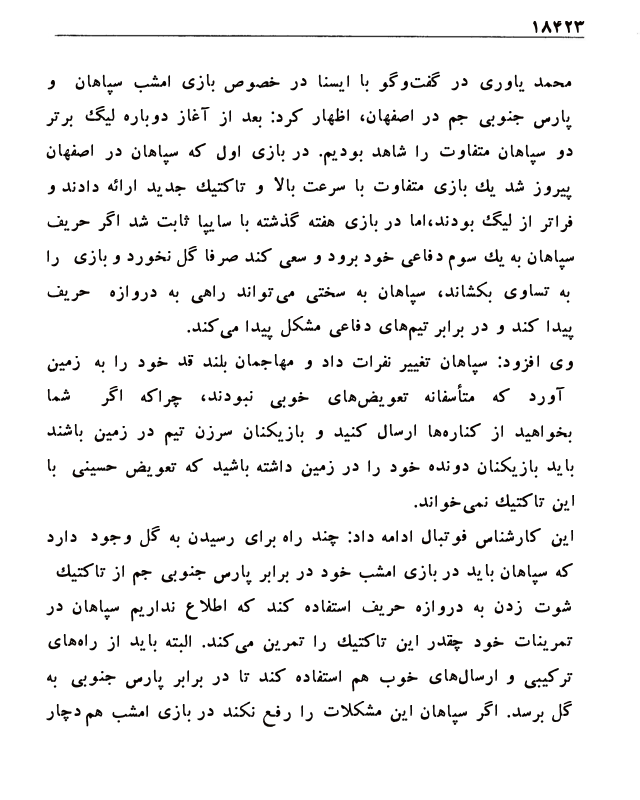 ۱۸۴۲۳
محمد یاوری در گفت‌وگو با ایسنا در خصوص بازی امشب سپاهان و
پارس جنوبی جم در اصفهان، اظهار کرد: بعد از آغاز دوباره لیگ برتر
دو سپاهان متفاوت را شاهد بودیم. در بازی اول که سپاهان در اصفهان
پیروز شد یك بازی متفاوت با سرعت بالا و تاکتیك جدید ارائه دادند و
فراتر از لیگ بودند،اما در بازی هفته گذشته با سایپا ثابت شد اگر حریف
سپاهان به یك سوم دفاعی خود برود و سعی کند صرفا گل نخورد و بازی را
به تساوی بکشاند، سپاهان به سختی می‌تواند راهی به دروازه حریف
پیدا کند و در برابر تیم‌های دفاعی مشکل پیدا می‌کند.
وی افزود: سپاهان تغییر نفرات داد و مهاجمان بلند قد خود را به زمین
آورد که متأسفانه تعویض‌های خوبی نبودند، چراکه اگر شما
بخواهید از کناره‌ها ارسال کنید و بازیکنان سرزن تیم در زمین باشند
باید بازیکنان دونده خود را در زمین داشته باشید که تعویض حسینی با
این تاکتیك نمی‌خواند.
این کارشناس فوتبال ادامه داد: چند راه برای رسیدن به گل وجود دارد
که سپاهان باید در بازی امشب خود در برابر پارس جنوبی جم از تاکتیك
شوت زدن به دروازه حریف استفاده کند که اطلاع نداریم سپاهان در
تمرینات خود چقدر این تاکتیك را تمرین می‌کند. البته باید از راه‌های
ترکیبی و ارسال‌های خوب هم استفاده کند تا در برابر پارس جنوبی به
گل برسد. اگر سپاهان این مشکلات را رفع نکند در بازی امشب هم دچار